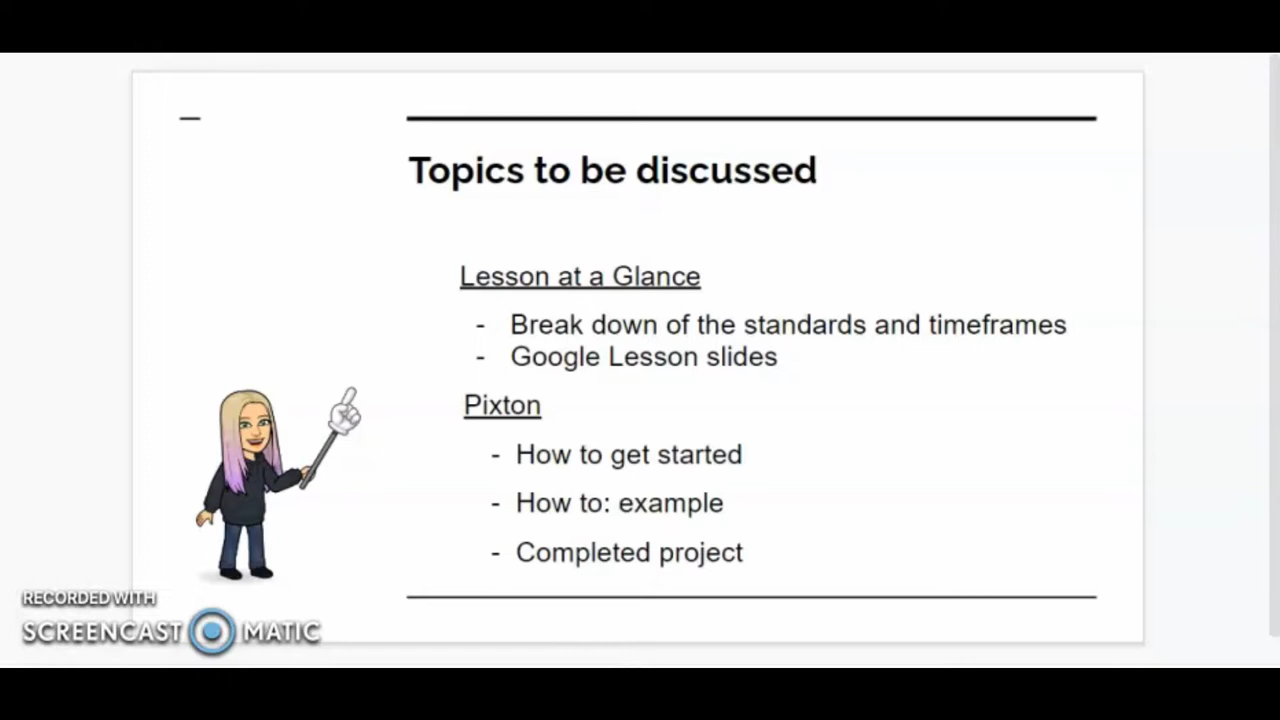 Topics to be discussed
Lesson at a Glance
- Break down of the standards and timeframes
- Google Lesson slides
Pixton
- How to get started
- How to: example
- Completed project
RECORDED WITH
SCREENCAST MATIC